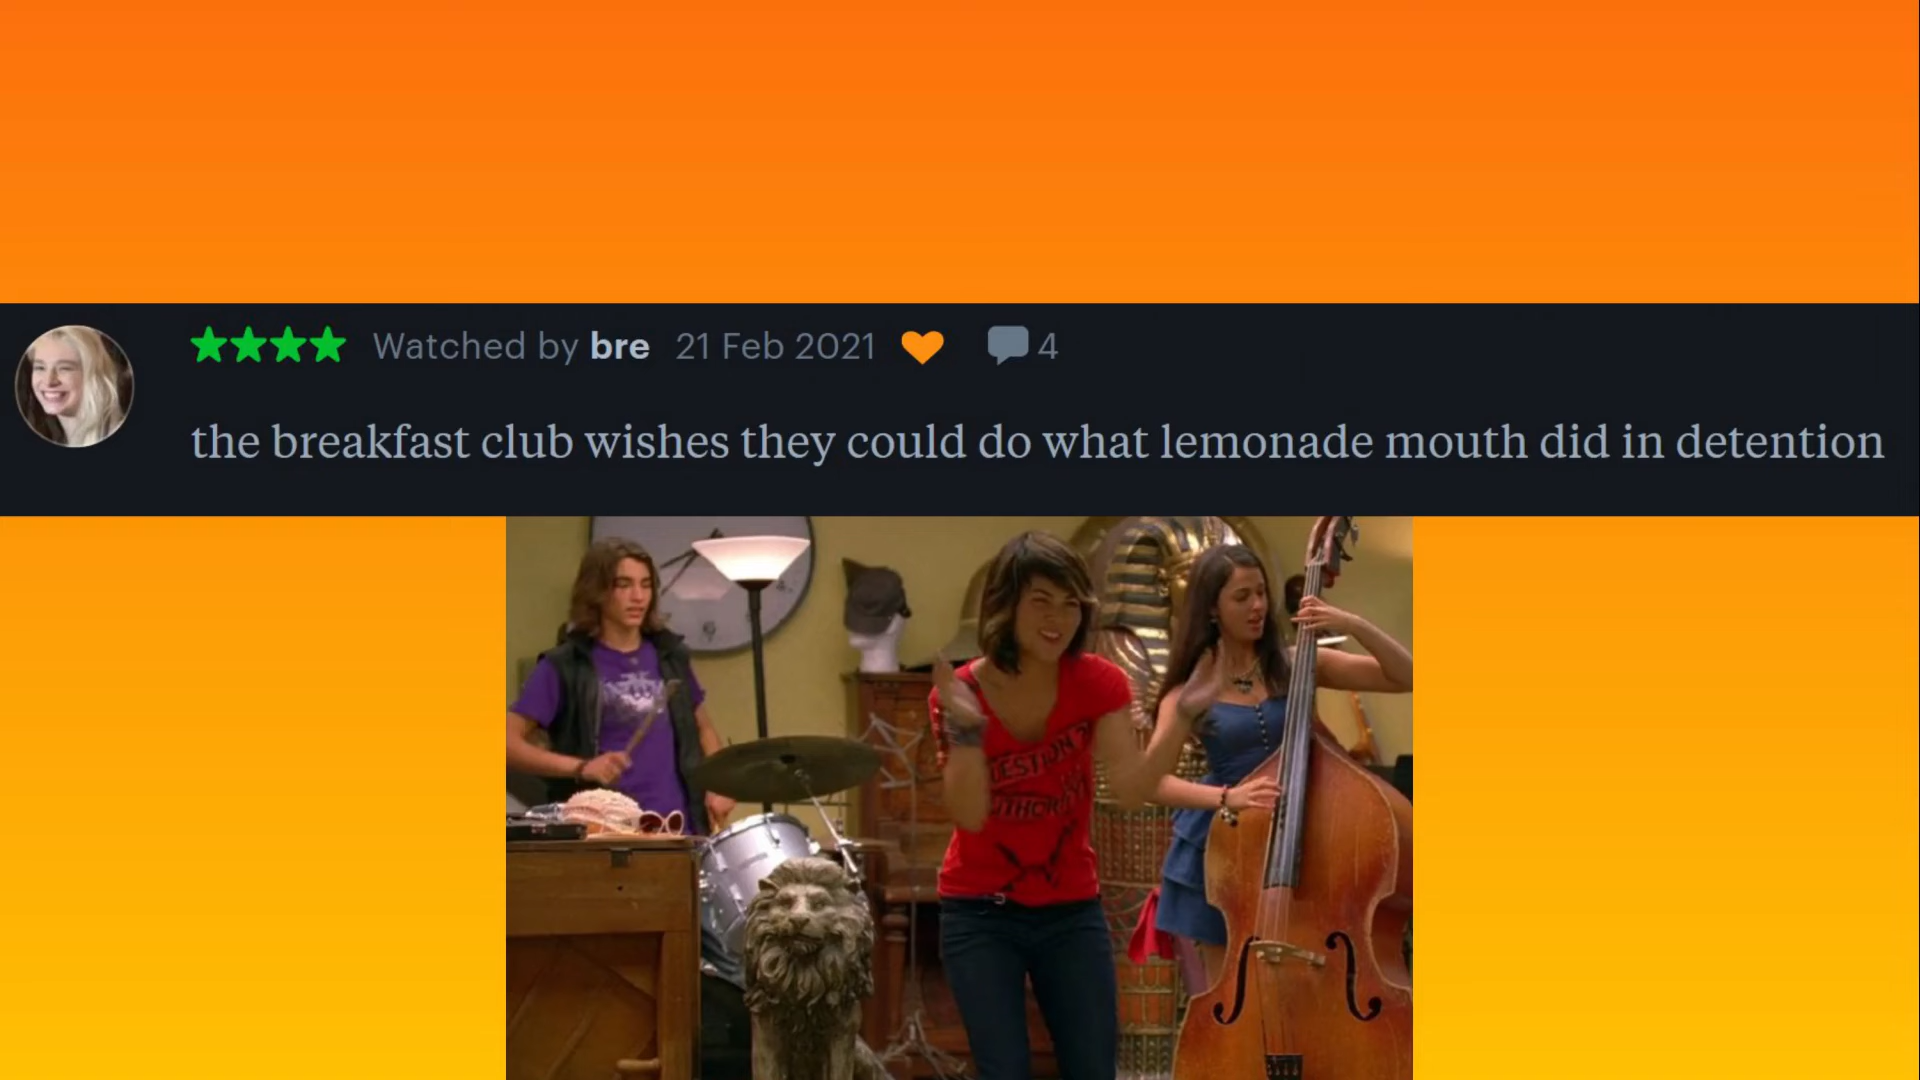 Watched by bre 21 Feb 2021 4
the breakfast club wishes they could do what lemonade mouth did in detention